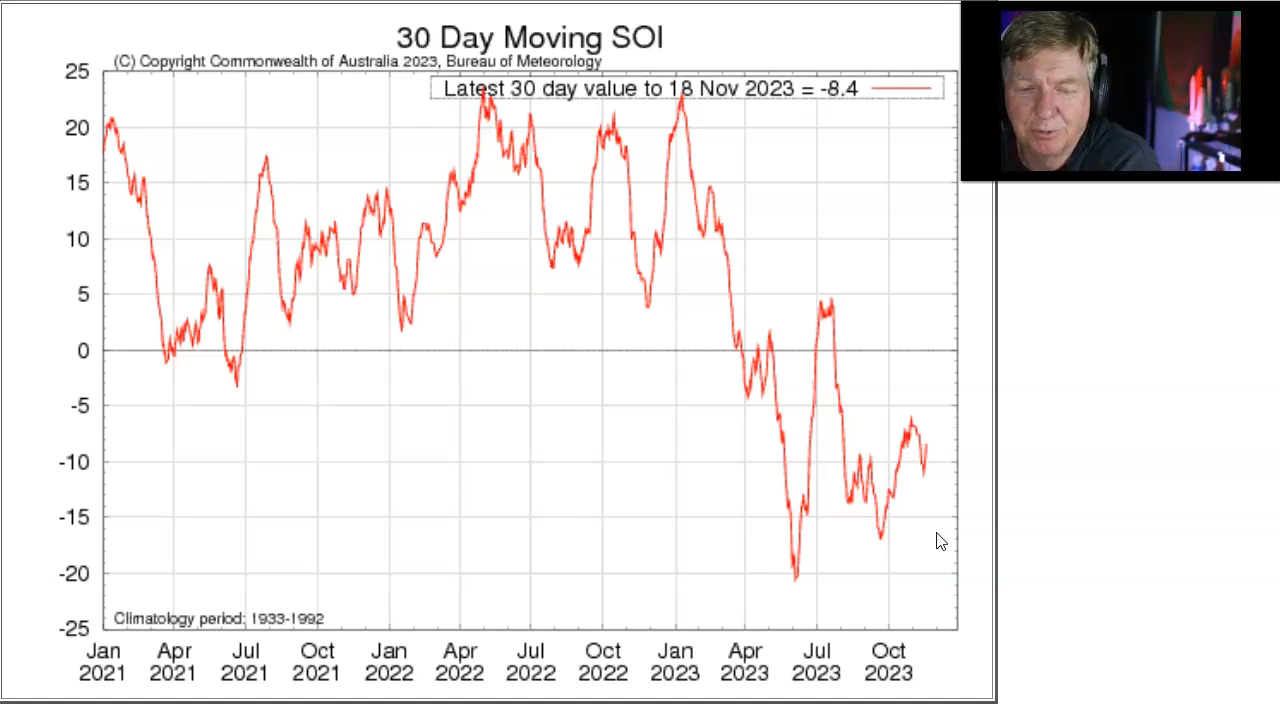 30 Day Moving SOI
(C) Copyright Commonwealth of Australia 2023, Bureau of Meteorology
Latest 30 day value to 18 Nov 2023 = -8.4
25
20
15
10
5
0
-5
-10
-15
-20
-25
Climatology period: 1933-1992
Jan Apr Jul Oct Jan Apr Jul Oct Jan Apr Jul Oct
2021 2021 2021 2021 2022 2022 2022 2022 2023 2023 2023 2023